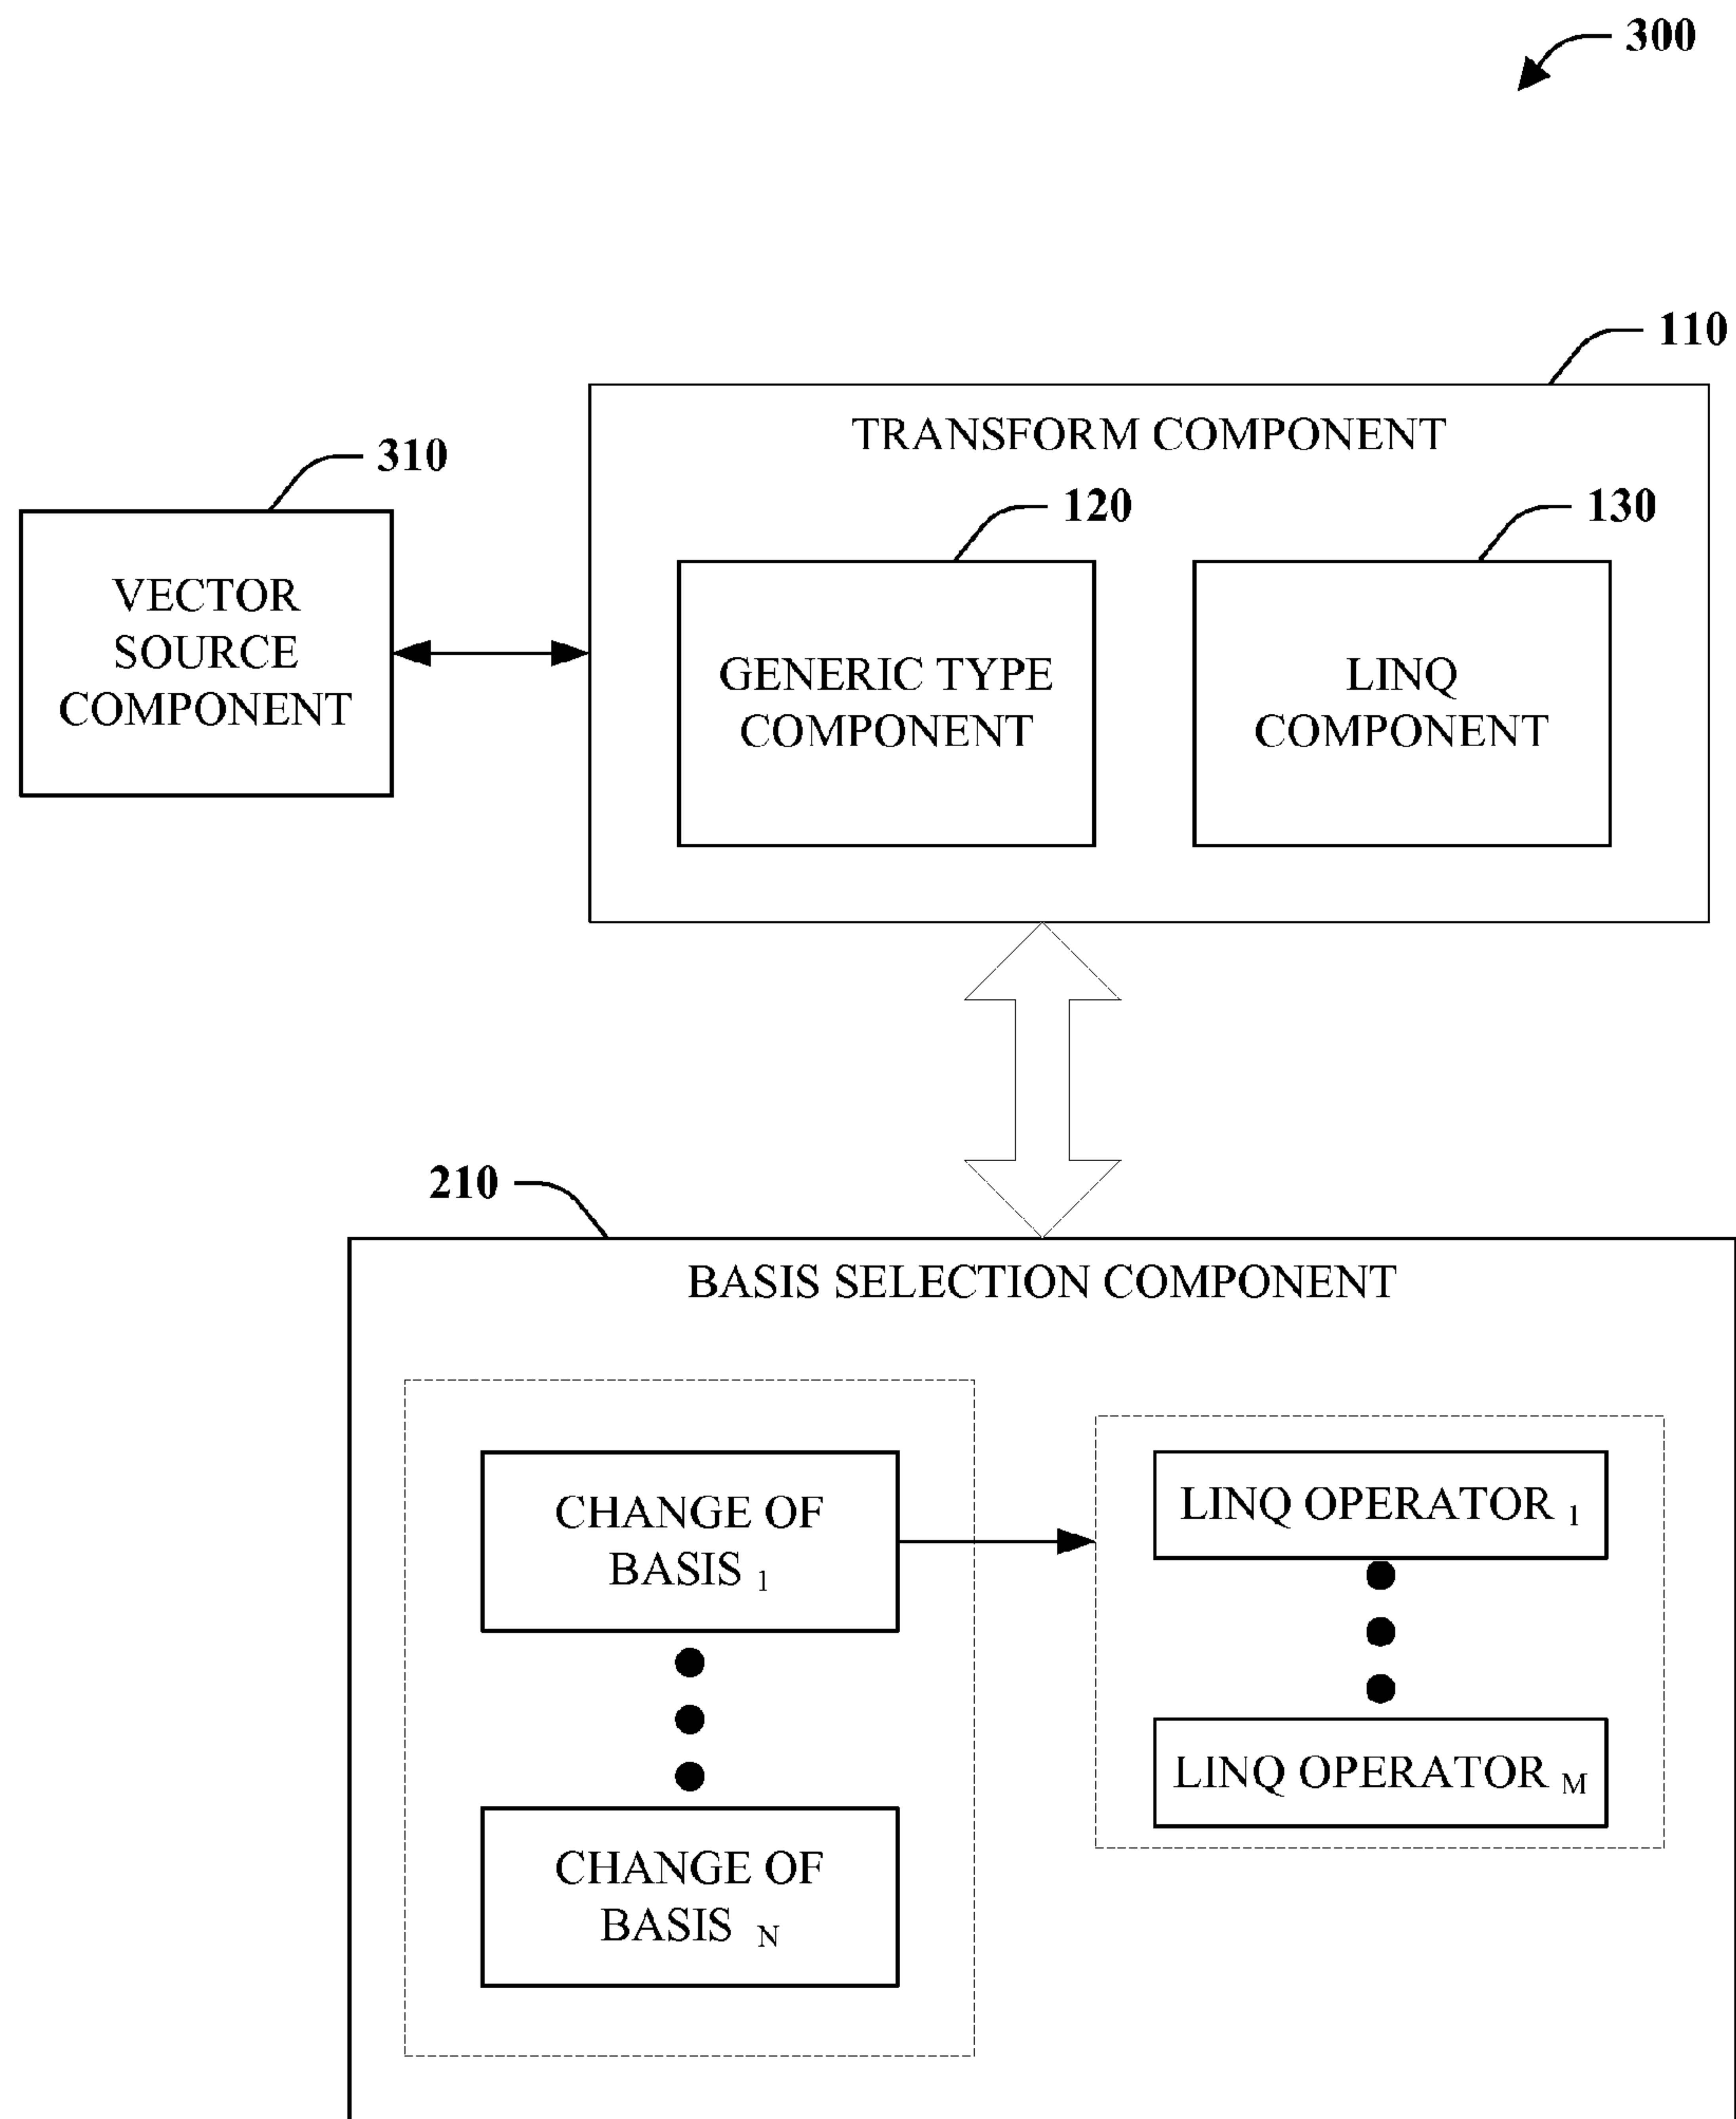 300
110
TRANSFORM COMPONENT
310
120
130
VECTOR
SOURCE
COMPONENT
GENERIC TYPE
COMPONENT
LINQ
COMPONENT
210
BASIS SELECTION COMPONENT
CHANGE OF
BASIS 1
LINQ OPERATOR 1
LINQ OPERATOR M
CHANGE OF
BASIS N